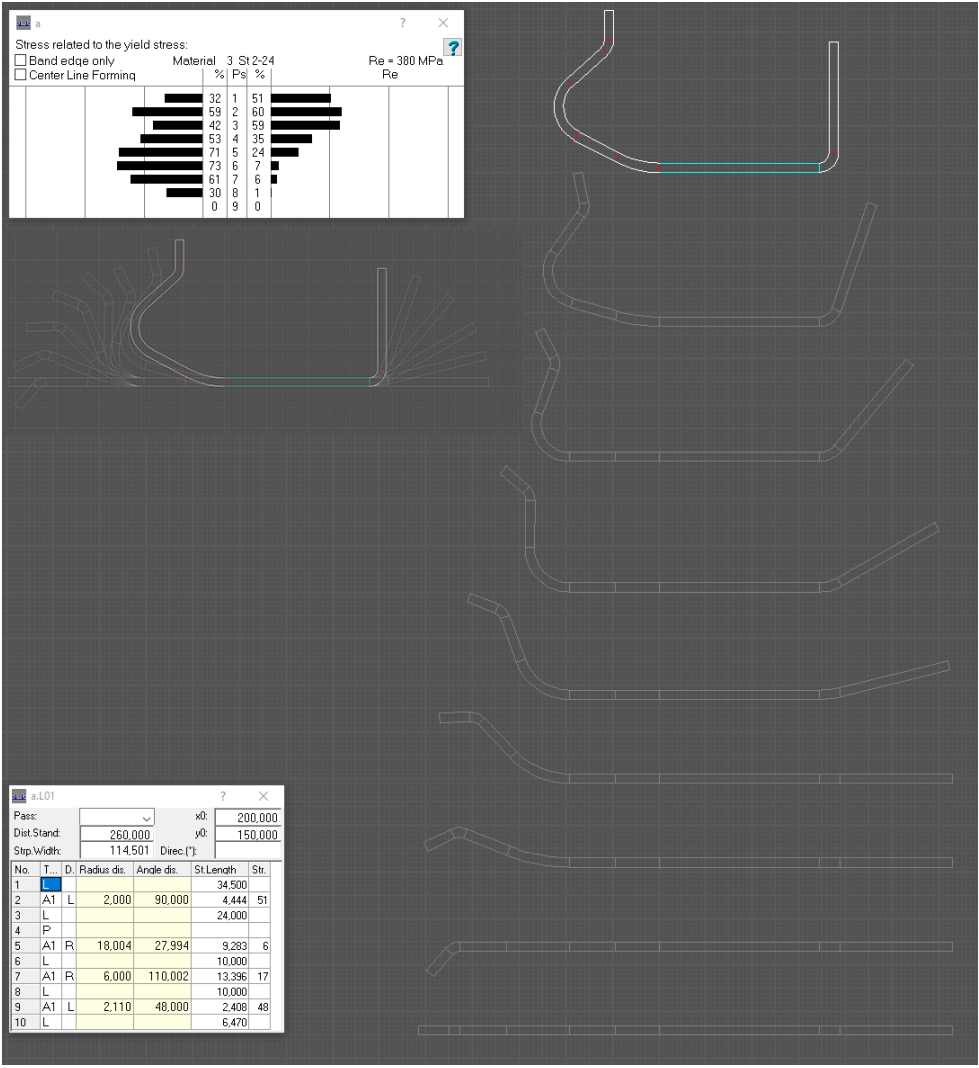 a ? ×
Stress related to the yield stress:
?
Band edge only Material 3 St 2-24 Re = 380 MPa
Center Line Forming % Ps % Re
32 1 51
59 2 60
42 3 59
53 4 35
71 5 24
73 6 7
61 7 6
30 8 1
0 9 0
a.L01 ? ×
Pass: x0: 200,000
Dist.Stand: 260,000 y0: 150,000
Strp.Width: 114,501 Direc.(°):
No. T... D. Radius dis. Angle dis. St.Length Str.
1 L 34,500
2 A1 L 2,000 90,000 4,444 51
3 L 24,000
4 P
5 A1 R 18,004 27,994 9,283 6
6 L 10,000
7 A1 R 6,000 110,002 13,396 17
8 L 10,000
9 A1 L 2,110 48,000 2,408 48
10 L 6,470